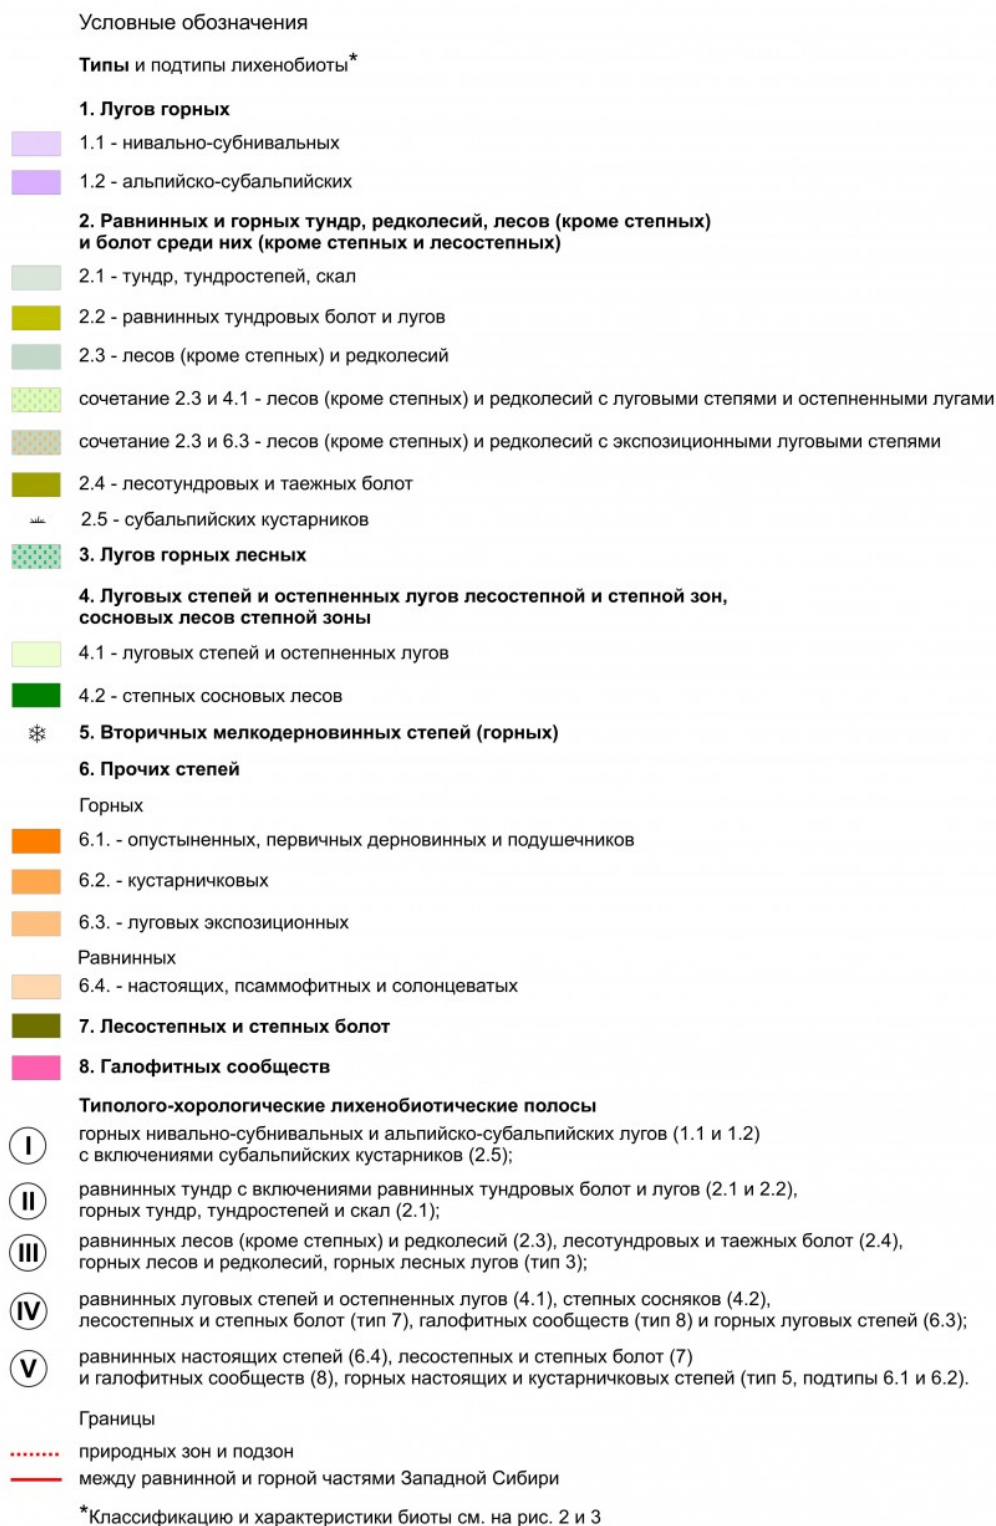 Условные обозначения
Типы и подтипы лихенобиоты*
1. Лугов горных
1.1 - нивально-субнивальных
1.2 - альпийско-субальпийских
2. Равнинных и горных тундр, редколесий, лесов (кроме степных)
и болот среди них (кроме степных и лесостепных)
2.1 - тундр, тундростепей, скал
2.2 - равнинных тундровых болот и лугов
2.3 - лесов (кроме степных) и редколесий
сочетание 2.3 и 4.1 - лесов (кроме степных) и редколесий с луговыми степями и остепненными лугами
сочетание 2.3 и 6.3 - лесов (кроме степных) и редколесий с экспозиционными луговыми степями
2.4 - лесотундровых и таежных болот
2.5 - субальпийских кустарников
3. Лугов горных лесных
4. Луговых степей и остепненных лугов лесостепной и степной зон,
сосновых лесов степной зоны
4.1 - луговых степей и остепненных лугов
4.2 - степных сосновых лесов
5. Вторичных мелкодерновинных степей (горных)
6. Прочих степей
Горных
6.1. - опустыненных, первичных дерновинных и подушечников
6.2. - кустарничковых
6.3. - луговых экспозиционных
Равнинных
6.4. - настоящих, псаммофитных и солонцеватых
7. Лесостепных и степных болот
8. Галофитных сообществ
Типолого-хорологические лихенобиотические полосы
I горных нивально-субнивальных и альпийско-субальпийских лугов (1.1 и 1.2)
с включениями субальпийских кустарников (2.5);
II равнинных тундр с включениями равнинных тундровых болот и лугов (2.1 и 2.2),
горных тундр, тундростепей и скал (2.1);
III равнинных лесов (кроме степных) и редколесий (2.3), лесотундровых и таежных болот (2.4),
горных лесов и редколесий, горных лесных лугов (тип 3);
IV равнинных луговых степей и остепненных лугов (4.1), степных сосняков (4.2),
лесостепных и степных болот (тип 7), галофитных сообществ (тип 8) и горных луговых степей (6.3);
V равнинных настоящих степей (6.4), лесостепных и степных болот (7)
и галофитных сообществ (8), горных настоящих и кустарничковых степей (тип 5, подтипы 6.1 и 6.2).
Границы
природных зон и подзон
между равнинной и горной частями Западной Сибири
*Классификацию и характеристики биоты см. на рис. 2 и 3